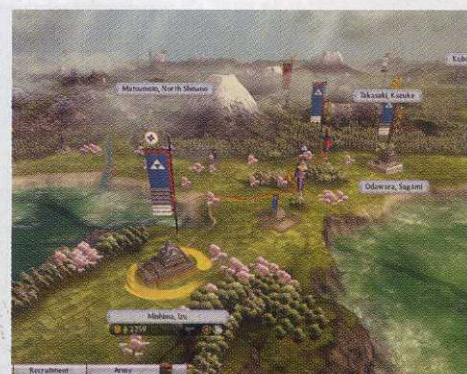 Matsumoto, North Shinano
Takasaki, Kozuke
Odawara, Sagami
Mishima, Izu
Recruitment
Army